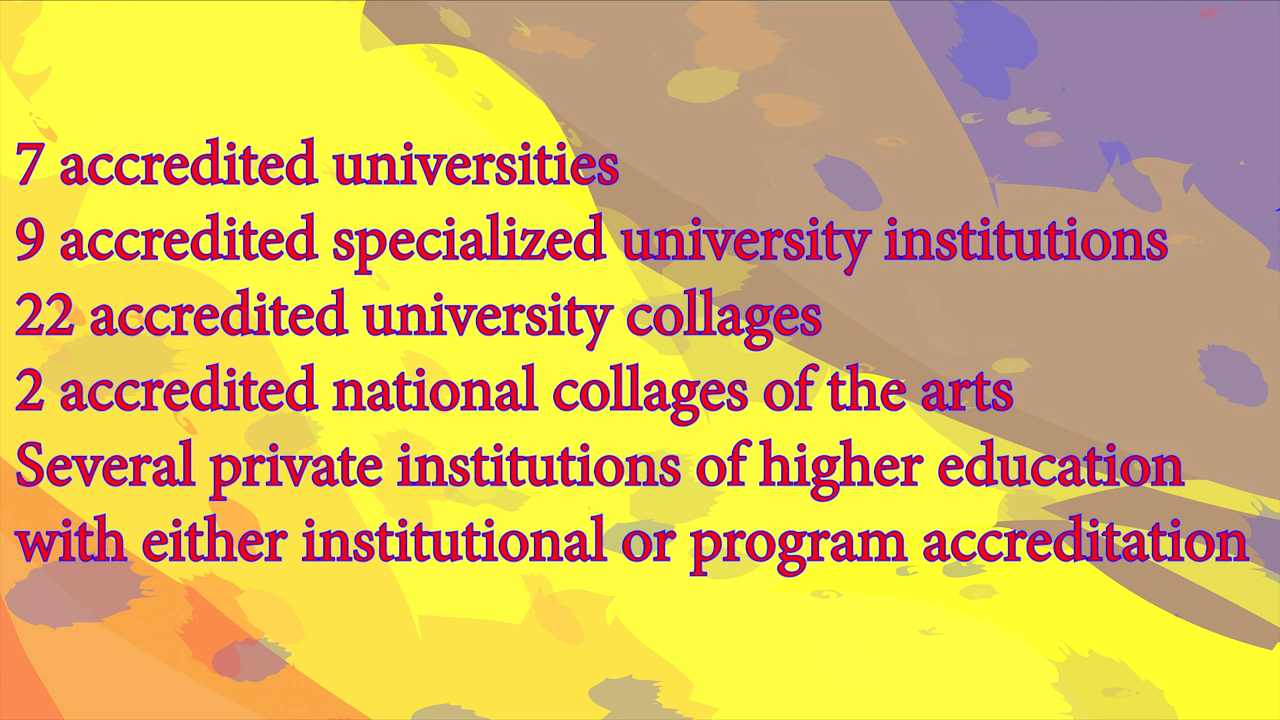 7 accredited universities
9 accredited specialized university institutions
22 accredited university collages
2 accredited national collages of the arts
Several private institutions of higher education
with either institutional or program accreditation